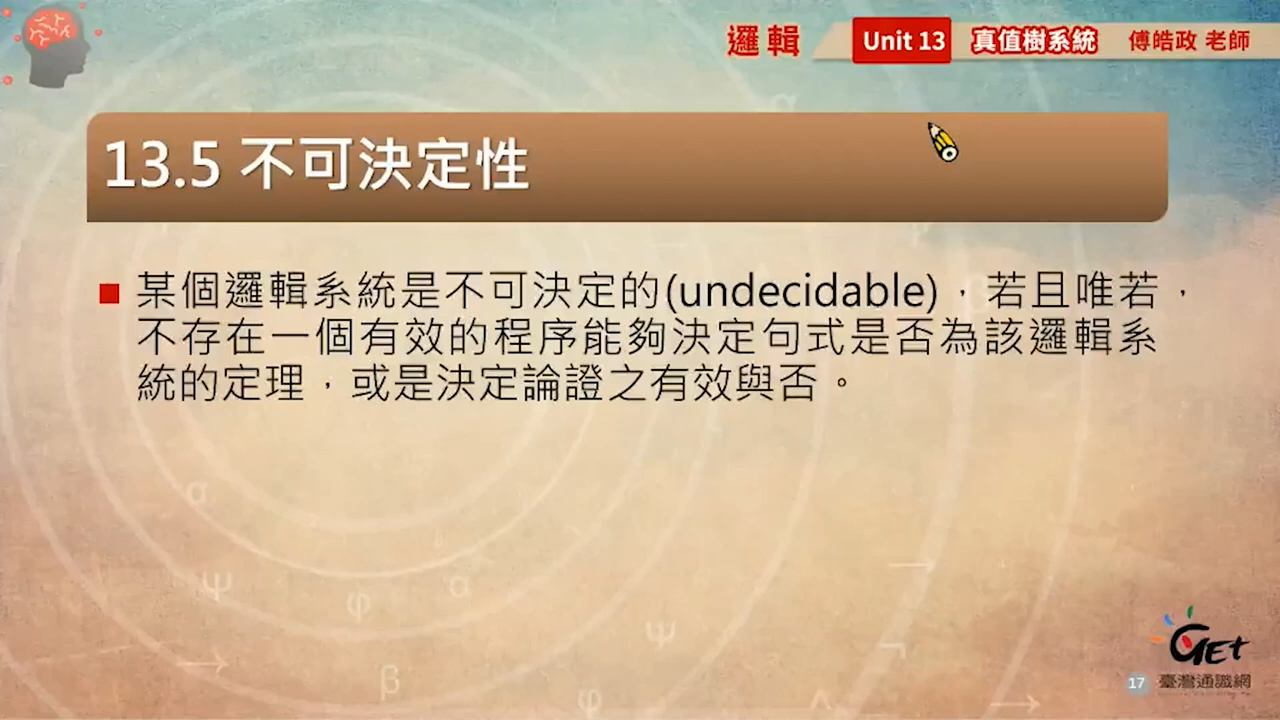 邏輯 Unit 13 真值樹系統 傅皓政 老師
13.5 不可決定性
某個邏輯系統是不可決定的(undecidable)，若且唯若，
不存在一個有效的程序能夠決定句式是否為該邏輯系
統的定理，或是決定論證之有效與否。
α
ψ φ α
ψ
β φ
GET
17 臺灣通識網